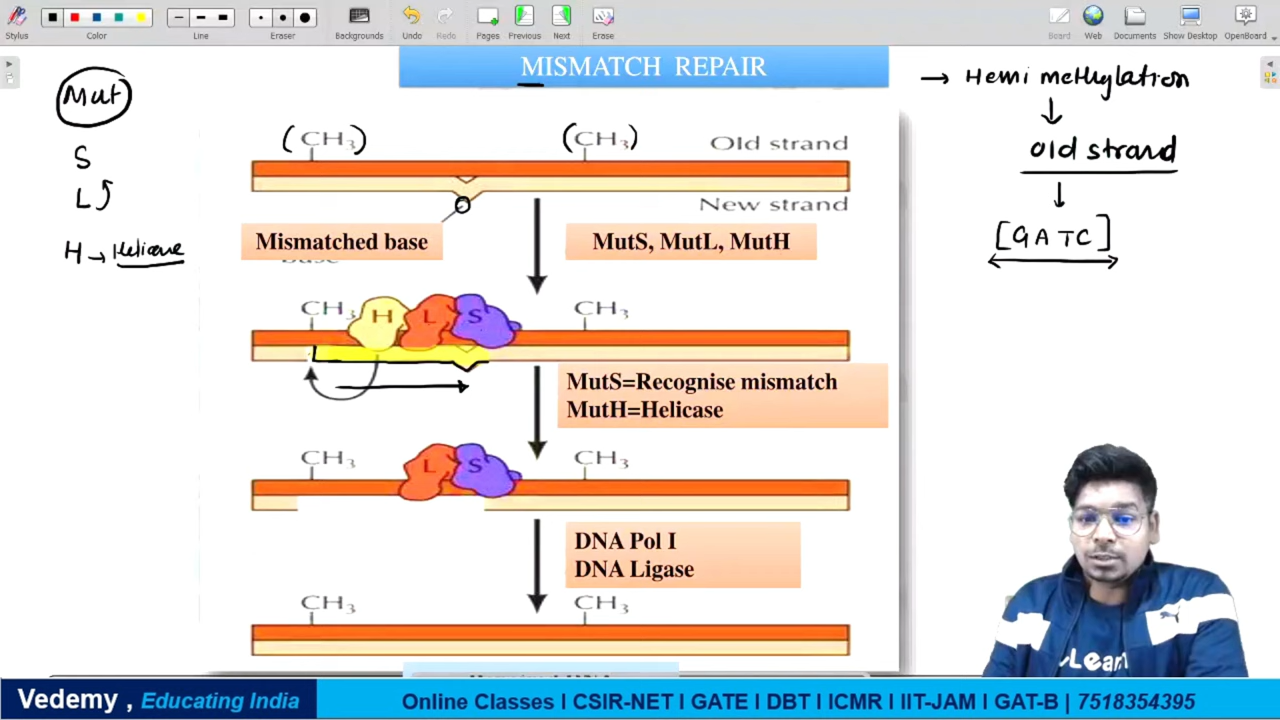 Stylus
Color
Line
Eraser
Backgrounds
Undo
Redo
Pages
Previous
Next
Erase
Board
Web
Documents
Show Desktop
OpenBoard
MISMATCH REPAIR
Mut
S
L
H → Helicase
→ Hemi methylation
↓
old strand
↓
[GATC]
(CH3)
(CH3)
Old strand
New strand
Mismatched base
MutS, MutL, MutH
CH3
H
L
S
CH3
MutS=Recognise mismatch
MutH=Helicase
CH3
L
S
CH3
DNA Pol I
DNA Ligase
CH3
CH3
Learn
Vedemy , Educating India
Online Classes I CSIR-NET I GATE I DBT I ICMR I IIT-JAM I GAT-B | 7518354395